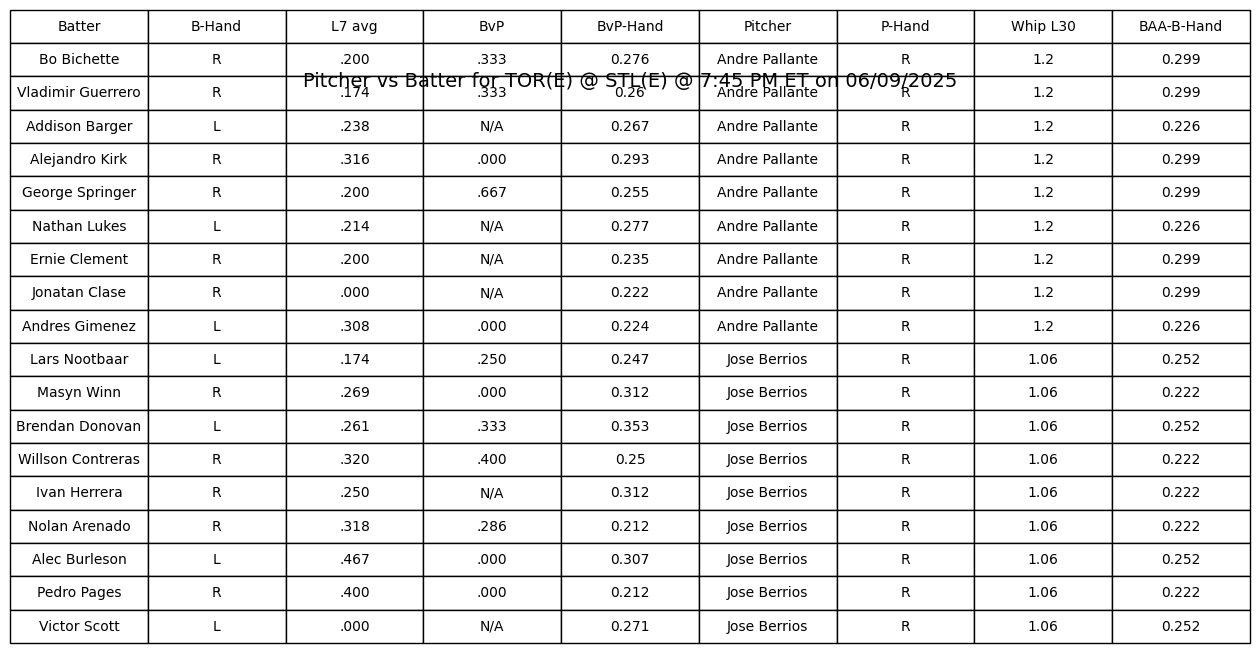 Batter B-Hand L7 avg BvP BvP-Hand Pitcher P-Hand Whip L30 BAA-B-Hand
Bo Bichette R .200 .333 0.276 Andre Pallante R 1.2 0.299
Pitcher vs Batter for TOR(E) @ STL(E) @ 7:45 PM ET on 06/09/2025
Vladimir Guerrero R .174 .333 0.26 Andre Pallante R 1.2 0.299
Addison Barger L .238 N/A 0.267 Andre Pallante R 1.2 0.226
Alejandro Kirk R .316 .000 0.293 Andre Pallante R 1.2 0.299
George Springer R .200 .667 0.255 Andre Pallante R 1.2 0.299
Nathan Lukes L .214 N/A 0.277 Andre Pallante R 1.2 0.226
Ernie Clement R .200 N/A 0.235 Andre Pallante R 1.2 0.299
Jonatan Clase R .000 N/A 0.222 Andre Pallante R 1.2 0.299
Andres Gimenez L .308 .000 0.224 Andre Pallante R 1.2 0.226
Lars Nootbaar L .174 .250 0.247 Jose Berrios R 1.06 0.252
Masyn Winn R .269 .000 0.312 Jose Berrios R 1.06 0.222
Brendan Donovan L .261 .333 0.353 Jose Berrios R 1.06 0.252
Willson Contreras R .320 .400 0.25 Jose Berrios R 1.06 0.222
Ivan Herrera R .250 N/A 0.312 Jose Berrios R 1.06 0.222
Nolan Arenado R .318 .286 0.212 Jose Berrios R 1.06 0.222
Alec Burleson L .467 .000 0.307 Jose Berrios R 1.06 0.252
Pedro Pages R .400 .000 0.212 Jose Berrios R 1.06 0.222
Victor Scott L .000 N/A 0.271 Jose Berrios R 1.06 0.252